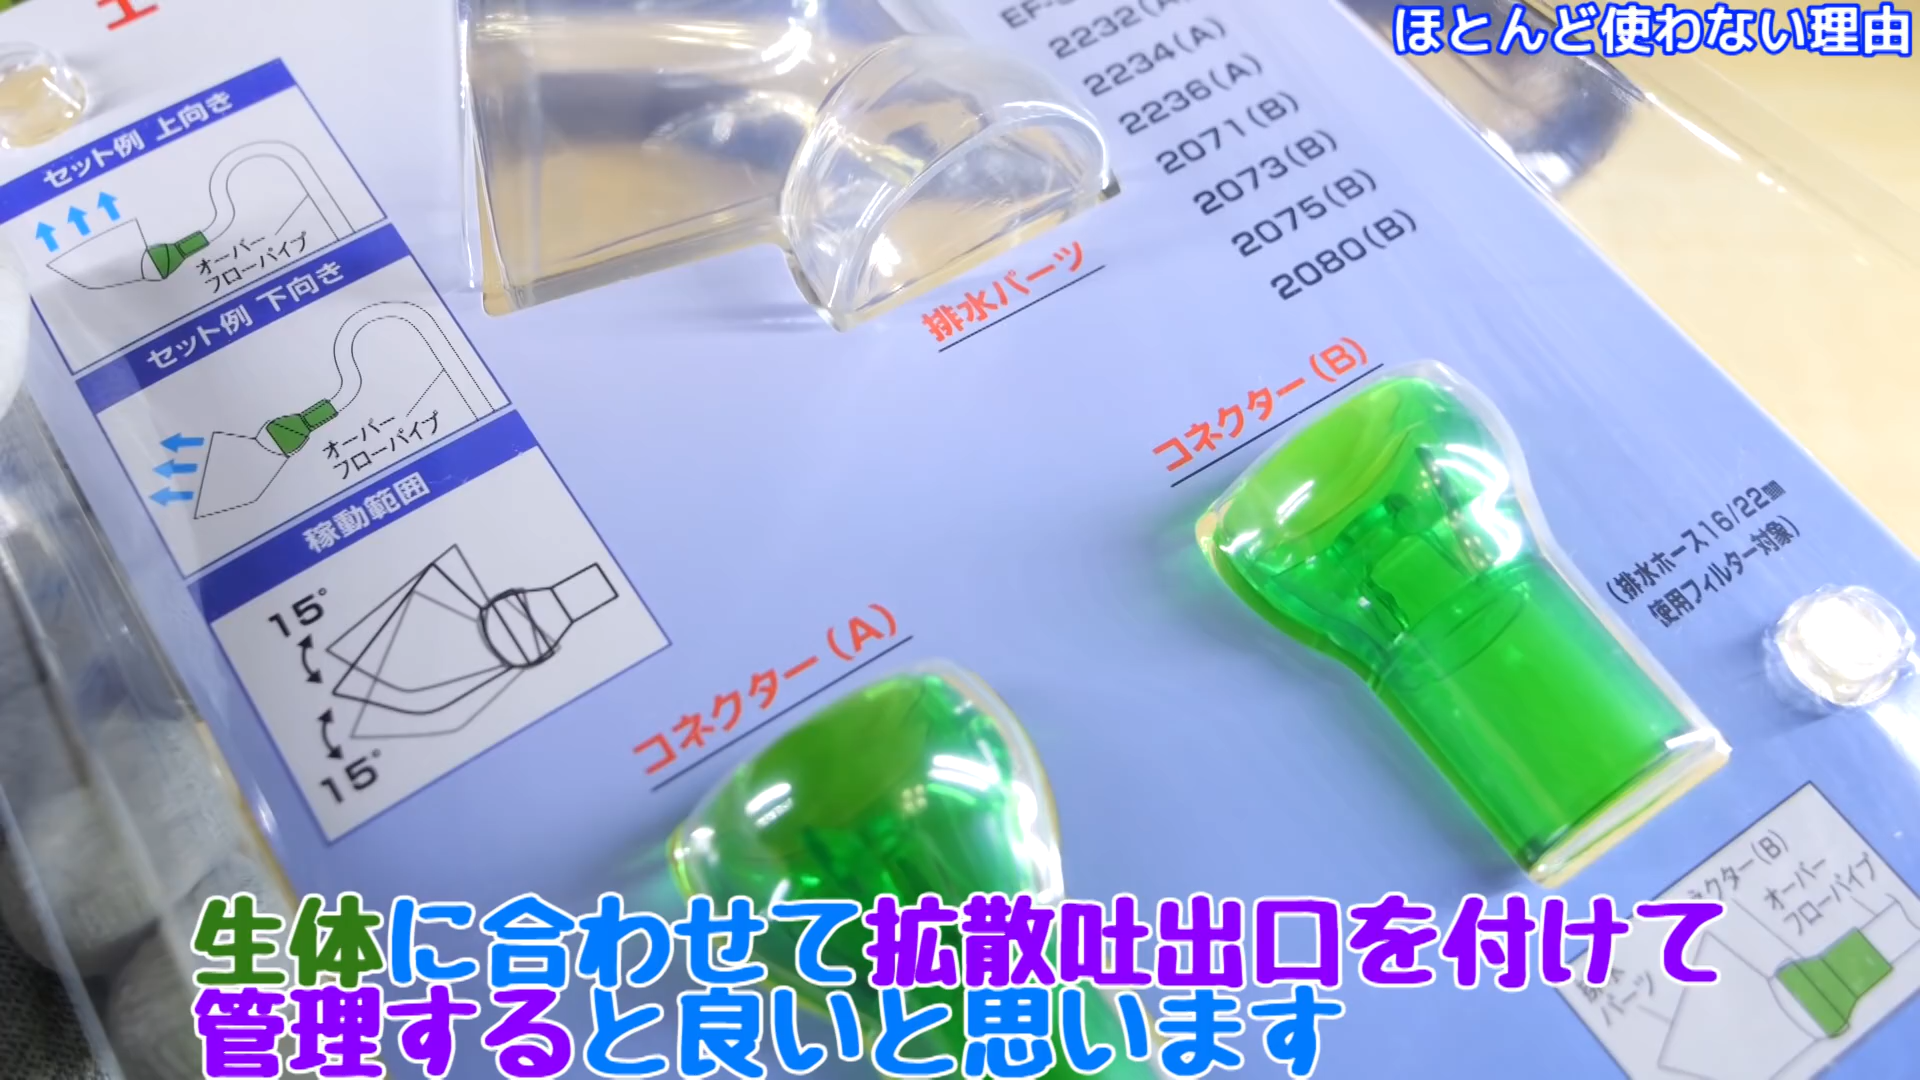 ほとんど使わない理由
2232(A)
2234(A)
2236(A)
2071(B)
2073(B)
2075(B)
2080(B)
セット例 上向き
オーバー
フローパイプ
セット例 下向き
オーバー
フローパイプ
稼動範囲
15°
15°
排水パーツ
コネクター(B)
(排水ホース16/22㎜
使用フィルター対象)
コネクター(A)
クター(B)
オーバー
フローパイプ
パーツ
生体に合わせて拡散吐出口を付けて
管理すると良いと思います